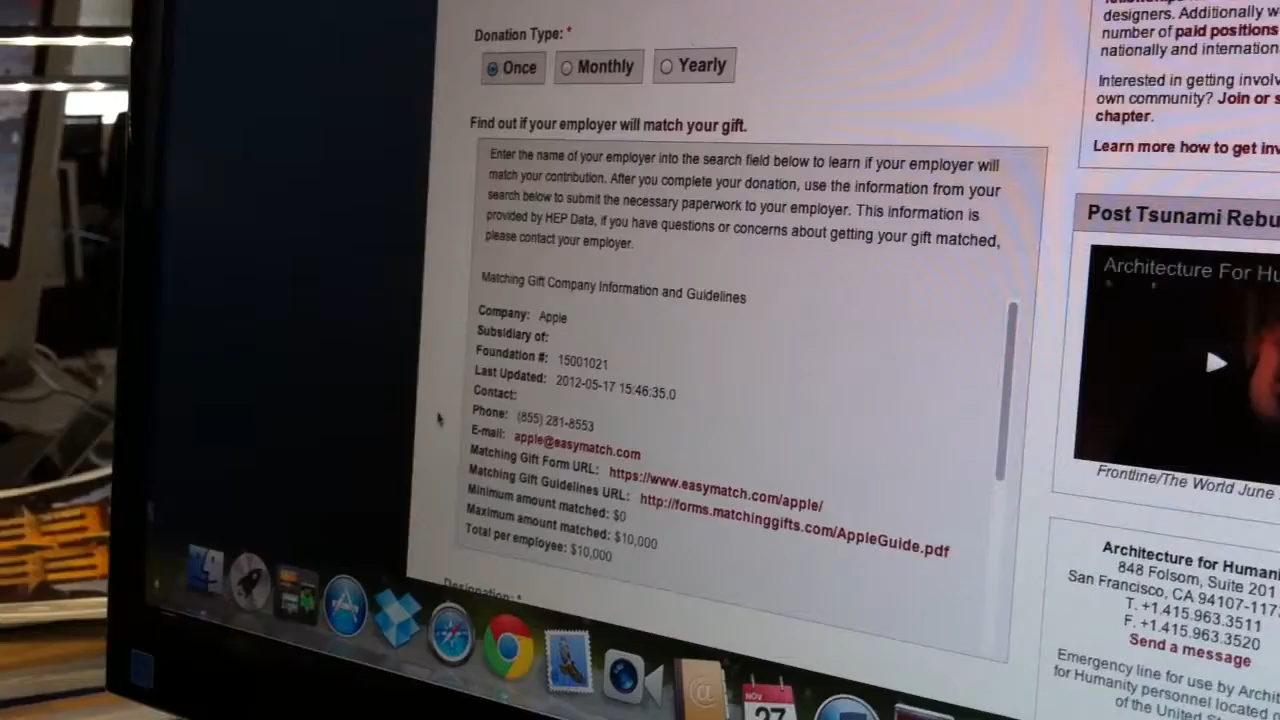 Donation Type: *
Once Monthly Yearly
Find out if your employer will match your gift.
Enter the name of your employer into the search field below to learn if your employer will
match your contribution. After you complete your donation, use the information from your
search below to submit the necessary paperwork to your employer. This information is
provided by HEP Data, if you have questions or concerns about getting your gift matched,
please contact your employer.
Matching Gift Company Information and Guidelines
Company: Apple
Subsidiary of:
Foundation #: 15001021
Last Updated: 2012-05-17 15:46:35.0
Contact:
Phone: (855) 281-8553
E-mail: apple@easymatch.com
Matching Gift Form URL: https://www.easymatch.com/apple/
Matching Gift Guidelines URL: http://forms.matchinggifts.com/AppleGuide.pdf
Minimum amount matched: $0
Maximum amount matched: $10,000
Total per employee: $10,000
Designation: *
designers. Additionally w
number of paid positions
nationally and internation
Interested in getting invol
own community? Join or s
chapter.
Learn more how to get inv
Post Tsunami Rebu
Architecture For Hu
Frontline/The World June
Architecture for Humani
848 Folsom, Suite 201
San Francisco, CA 94107-117
T. +1.415.963.3511
F. +1.415.963.3520
Send a message
Emergency line for use by Archi
for Humanity personnel located
of the United S
NOV
27